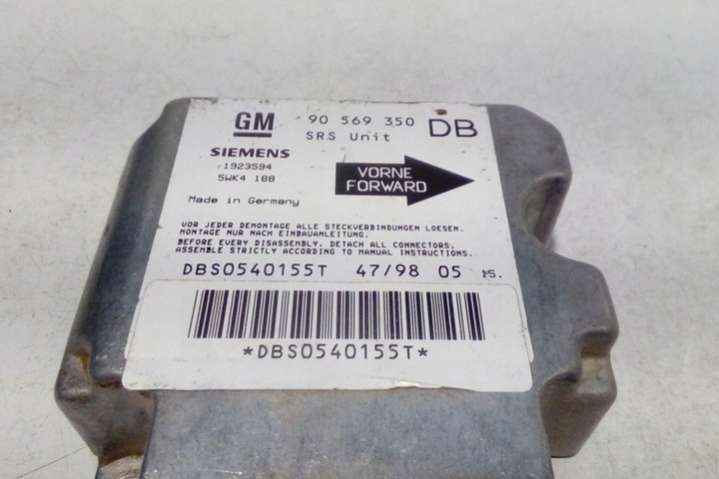 GM 90 569 350 DB
SRS Unit
SIEMENS
1923594
5WK4 188
VORNE
FORWARD
Made in Germany
VOR JEDER DEMONTAGE ALLE STECKVERBINDUNGEN LOESEN.
MONTAGE NUR NACH EINBAUANLEITUNG.
BEFORE EVERY DISASSEMBLY, DETACH ALL CONNECTORS.
ASSEMBLE STRICTLY ACCORDING TO MANUAL INSTRUCTIONS.
DBS0540155T 47/98 05
*DBS0540155T*